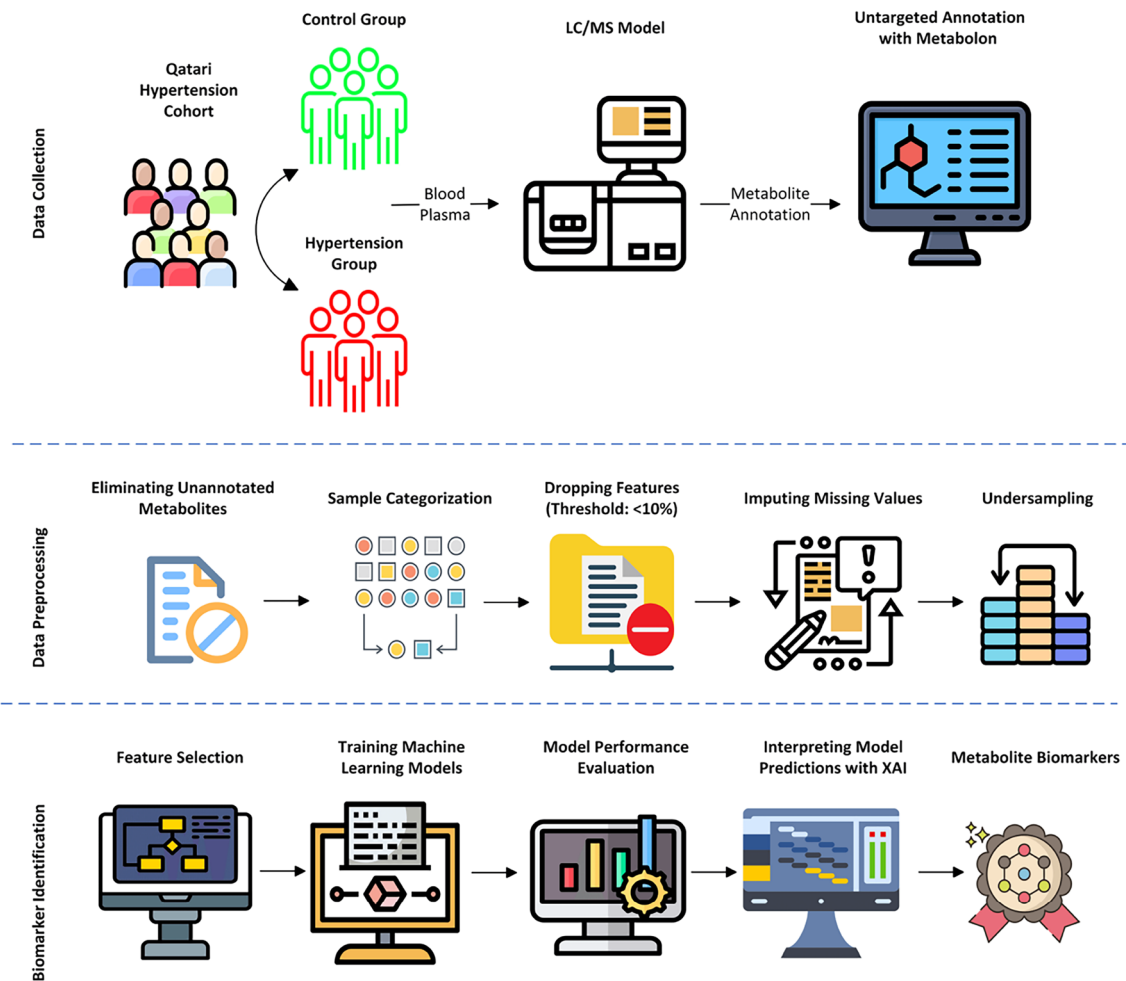 Data Collection
Qatari
Hypertension
Cohort
Control Group
Hypertension
Group
Blood
Plasma
LC/MS Model
Metabolite
Annotation
Untargeted Annotation
with Metabolon
Data Preprocessing
Eliminating Unannotated
Metabolites
Sample Categorization
Dropping Features
(Threshold: <10%)
Imputing Missing Values
Undersampling
Biomarker Identification
Feature Selection
Training Machine
Learning Models
Model Performance
Evaluation
Interpreting Model
Predictions with XAI
Metabolite Biomarkers